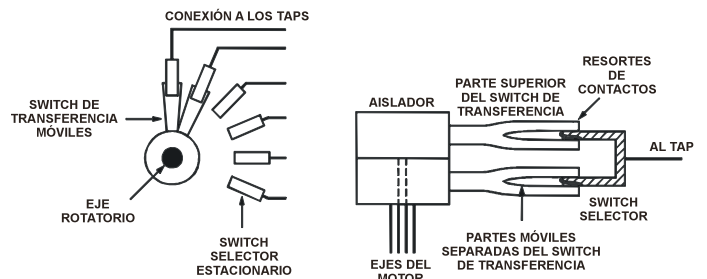 CONEXIÓN A LOS TAPS
SWITCH DE
TRANSFERENCIA
MÓVILES
EJE
ROTATORIO
SWITCH
SELECTOR
ESTACIONARIO
AISLADOR
PARTE SUPERIOR
DEL SWITCH DE
TRANSFERENCIA
RESORTES
DE
CONTACTOS
AL TAP
SWITCH
SELECTOR
PARTES MÓVILES
SEPARADAS DEL SWITCH
DE TRANSFERENCIA
EJES DEL
MOTOR